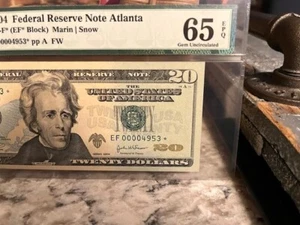 04 Federal Reserve Note Atlanta
-F* (EF* Block) Marin | Snow
00004953* pp A FW
65
EPQ
Gem Uncirculated
FEDERAL RESERVE NOTE
20
THE UNITED STATES
OF AMERICA
EF 00004953 *
TWENTY DOLLARS
20